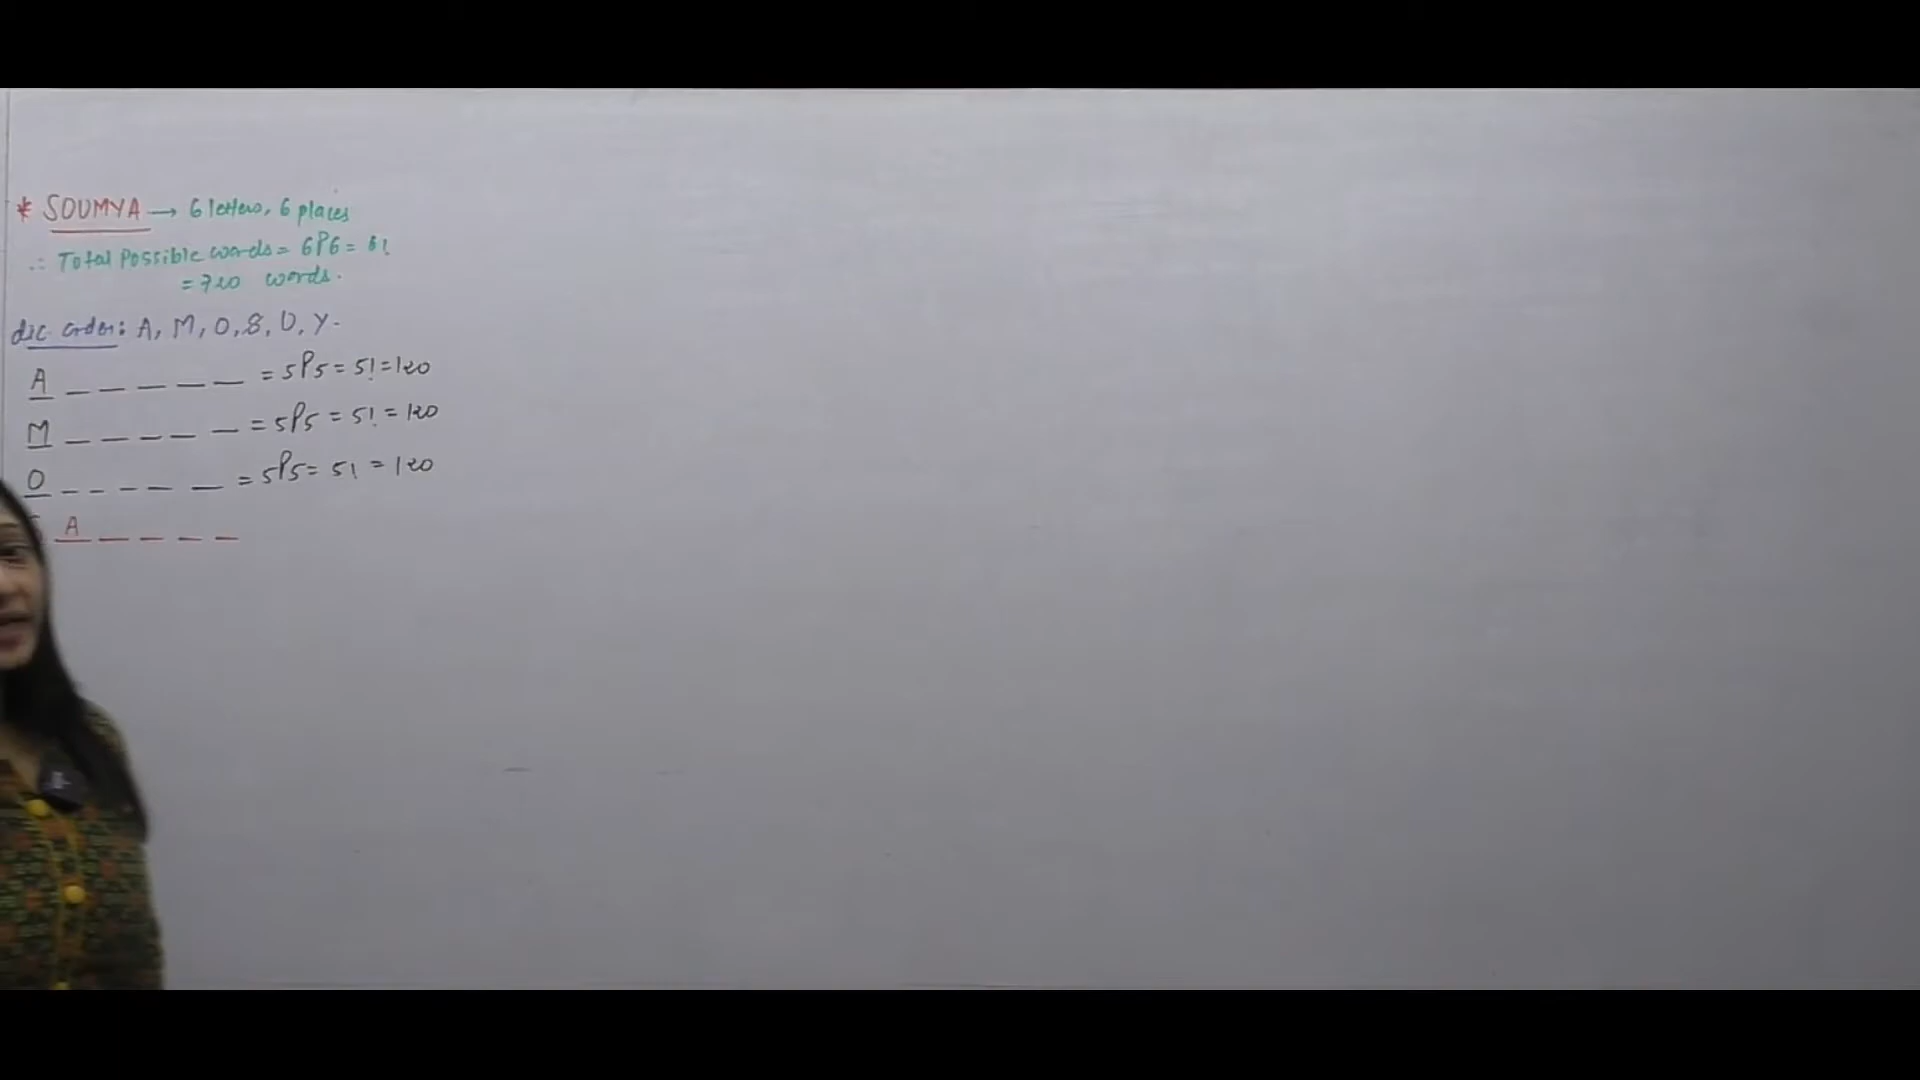 * SOUMYA → 6 letters, 6 places
∴ Total Possible words = 6P6 = 6!
= 720 words.
dic order: A, M, O, S, U, Y.
A _ _ _ _ _ = 5P5 = 5! = 120
M _ _ _ _ _ = 5P5 = 5! = 120
O _ _ _ _ _ = 5P5 = 5! = 120
A _ _ _ _